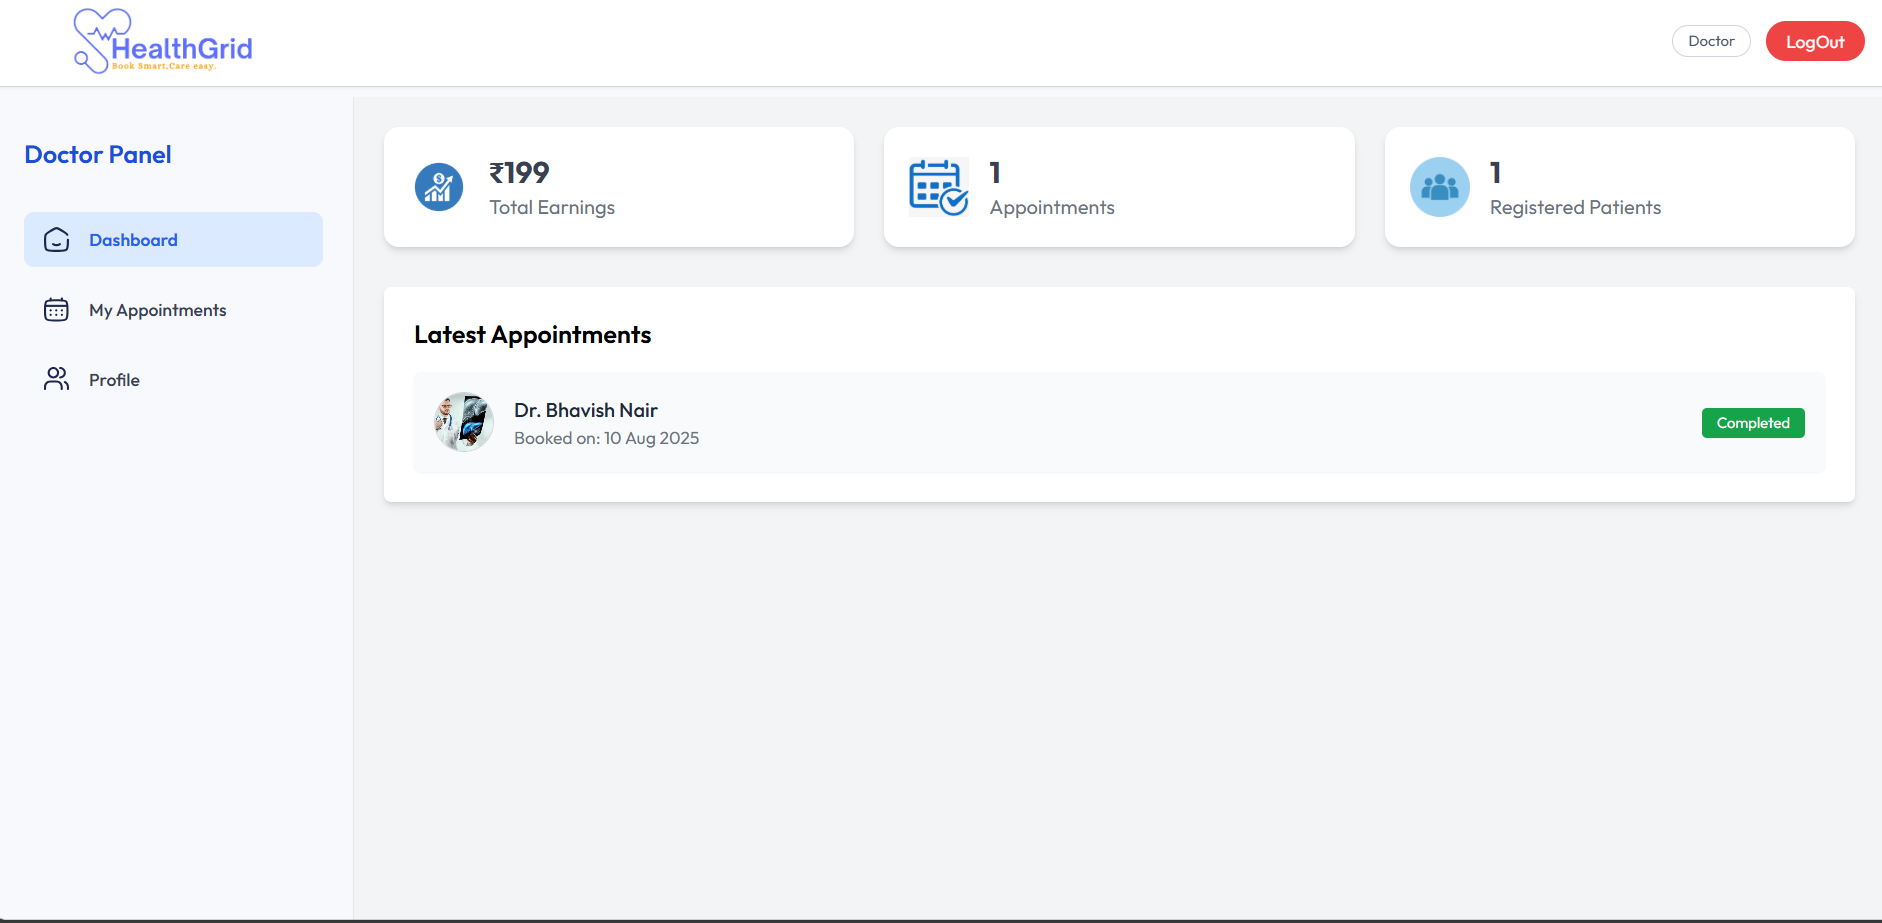 HealthGrid
Book Smart,Care easy.
Doctor
LogOut
Doctor Panel
Dashboard
My Appointments
Profile
₹199
Total Earnings
1
Appointments
1
Registered Patients
Latest Appointments
Dr. Bhavish Nair
Booked on: 10 Aug 2025
Completed